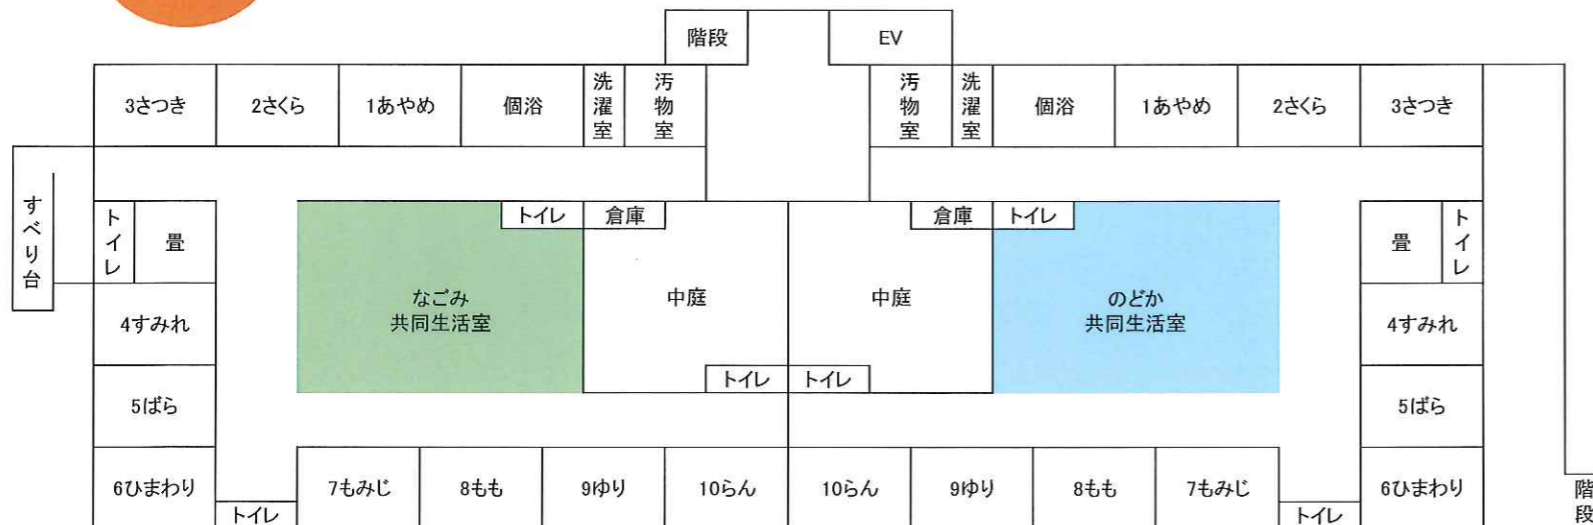 階段
EV
3さつき
2さくら
1あやめ
個浴
洗濯室
汚物室
汚物室
洗濯室
個浴
1あやめ
2さくら
3さつき
すべり台
トイレ
畳
トイレ
倉庫
倉庫
トイレ
畳
トイレ
なごみ
共同生活室
中庭
中庭
のどか
共同生活室
4すみれ
4すみれ
トイレ
トイレ
5ばら
5ばら
6ひまわり
トイレ
7もみじ
8もも
9ゆり
10らん
10らん
9ゆり
8もも
7もみじ
トイレ
6ひまわり
階段